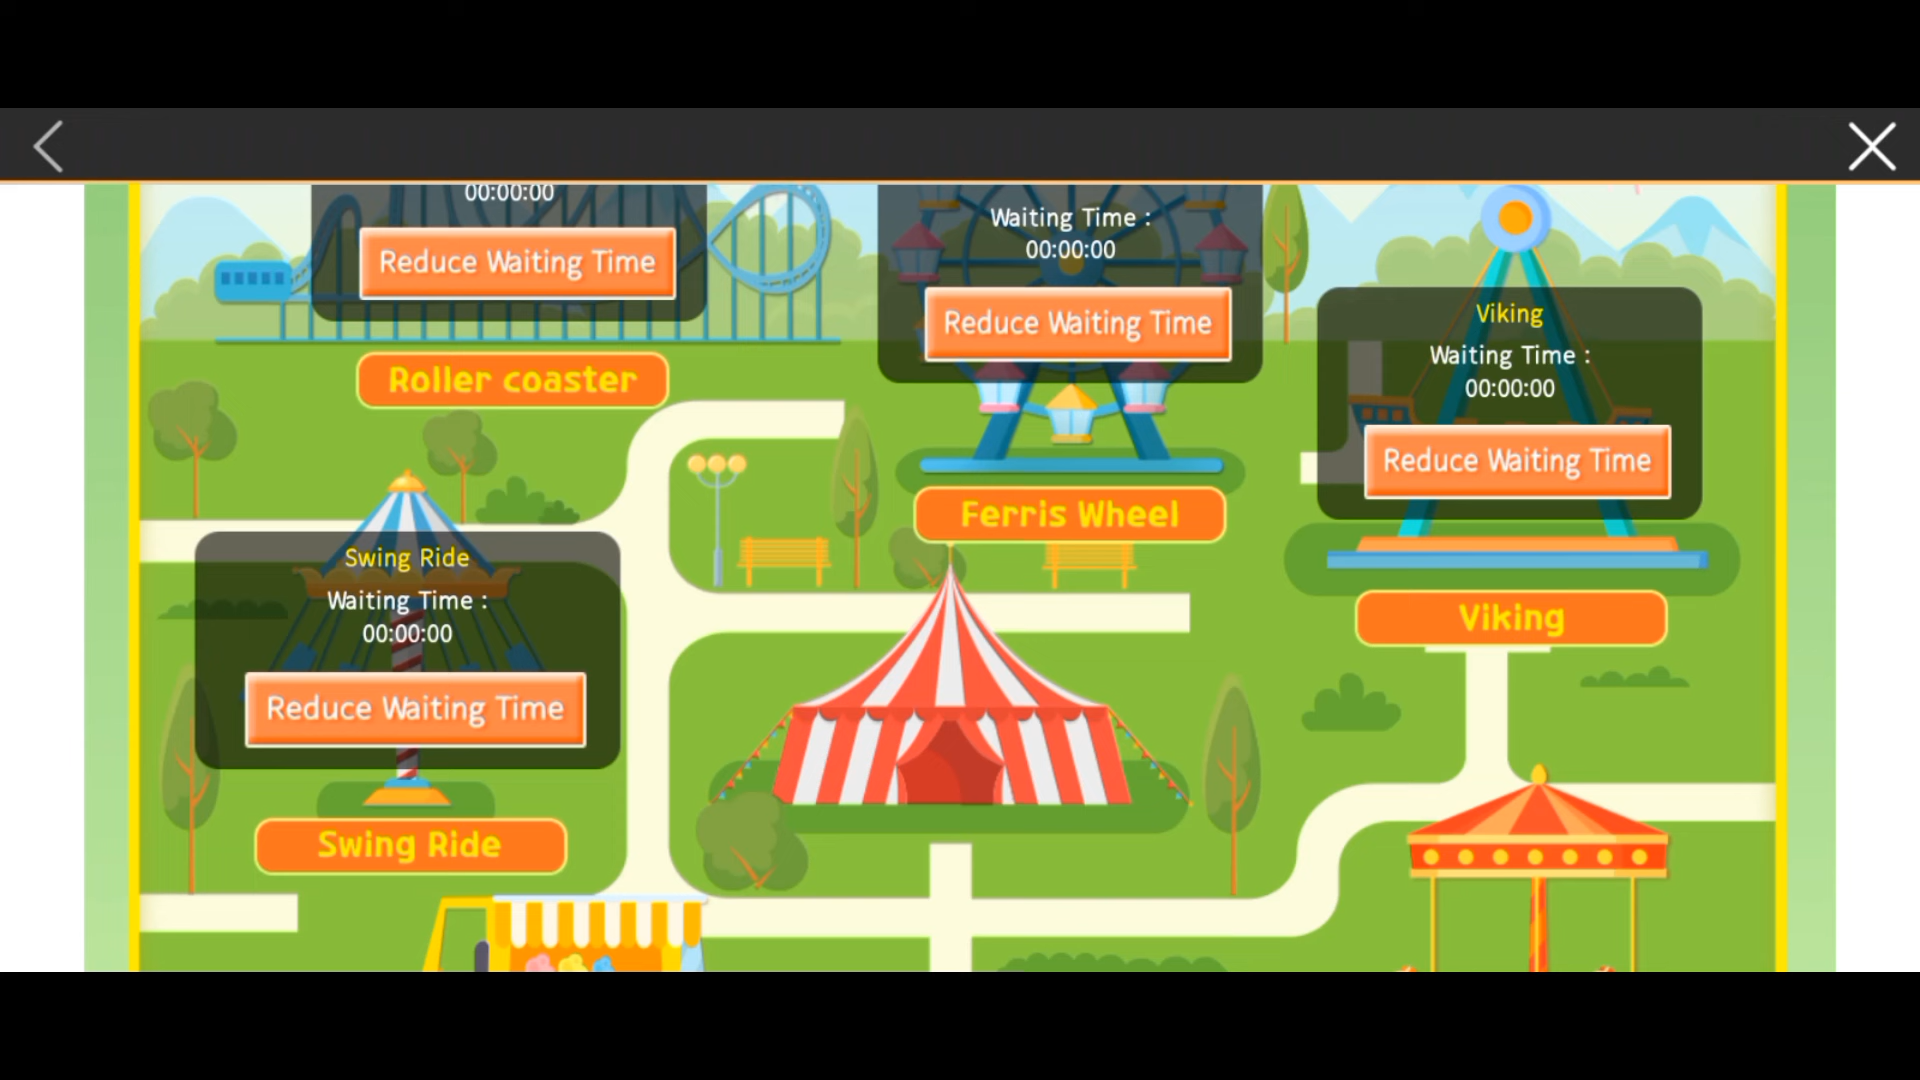 00:00:00
Reduce Waiting Time
Roller coaster
Waiting Time :
00:00:00
Reduce Waiting Time
Ferris Wheel
Viking
Waiting Time :
00:00:00
Reduce Waiting Time
Viking
Swing Ride
Waiting Time :
00:00:00
Reduce Waiting Time
Swing Ride